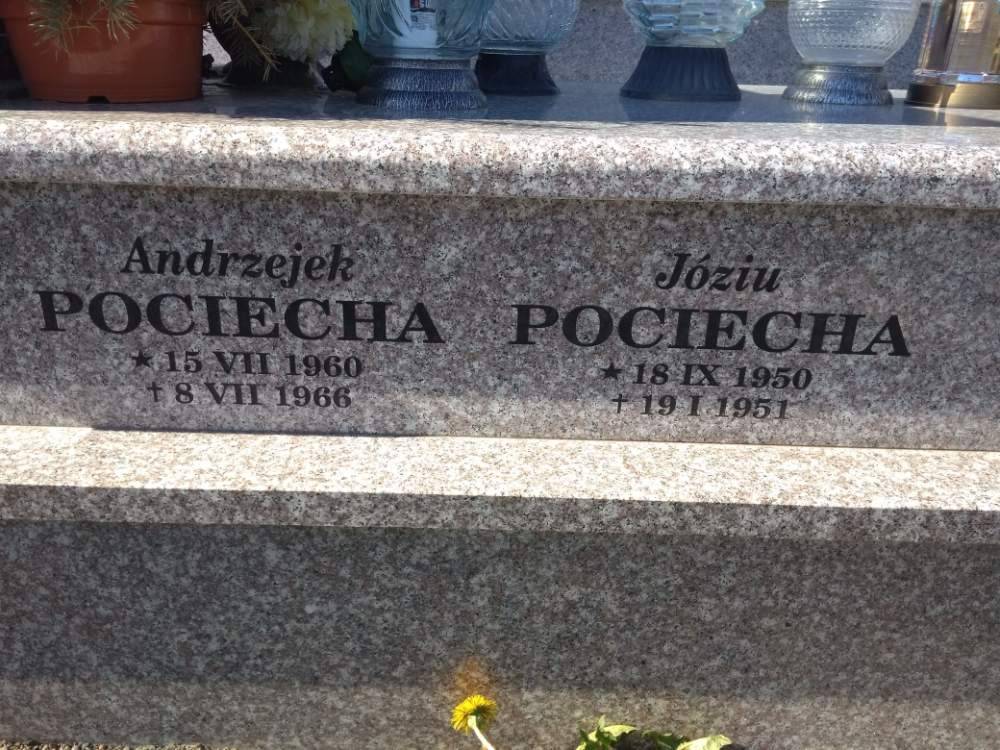 Andrzejek
POCIECHA
★ 15 VII 1960
† 8 VII 1966
Józiu
POCIECHA
★ 18 IX 1950
† 19 I 1951